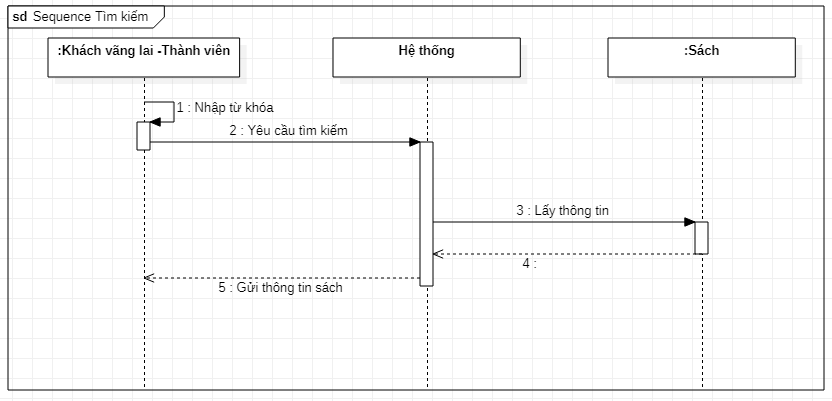 sd Sequence Tìm kiếm
:Khách vãng lai -Thành viên
Hệ thống
:Sách
1 : Nhập từ khóa
2 : Yêu cầu tìm kiếm
3 : Lấy thông tin
4 :
5 : Gửi thông tin sách